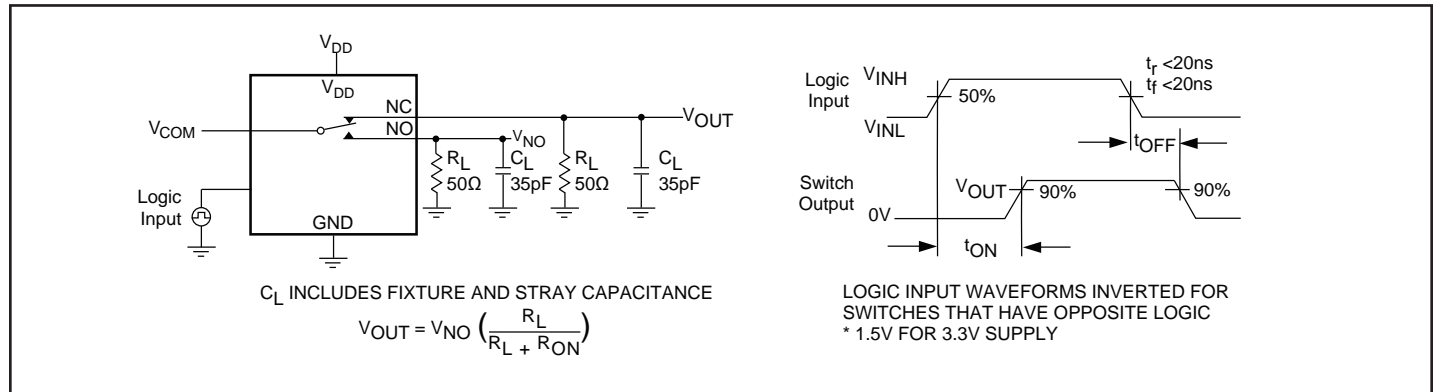 VDD
VDD
NC
NO
VCOM
VOUT
VNO
RL
50Ω
CL
35pF
RL
50Ω
CL
35pF
Logic
Input
GND
CL INCLUDES FIXTURE AND STRAY CAPACITANCE
VOUT = VNO (RL / RL + RON)
Logic
Input
VINH
VINL
50%
tr <20ns
tf <20ns
tOFF
Switch
Output
VOUT
0V
90%
90%
tON
LOGIC INPUT WAVEFORMS INVERTED FOR
SWITCHES THAT HAVE OPPOSITE LOGIC
* 1.5V FOR 3.3V SUPPLY